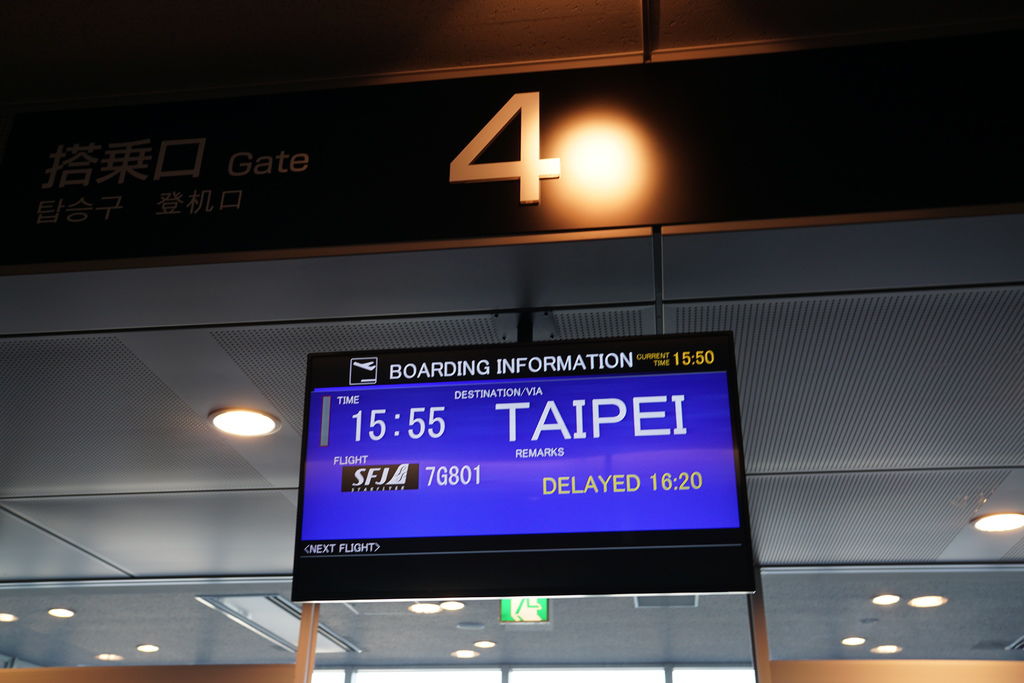 搭乗口 Gate
탑승구 登机口
4
BOARDING INFORMATION CURRENT TIME 15:50
TIME DESTINATION/VIA
15:55 TAIPEI
FLIGHT REMARKS
SFJ STARFLYER 7G801 DELAYED 16:20
<NEXT FLIGHT>